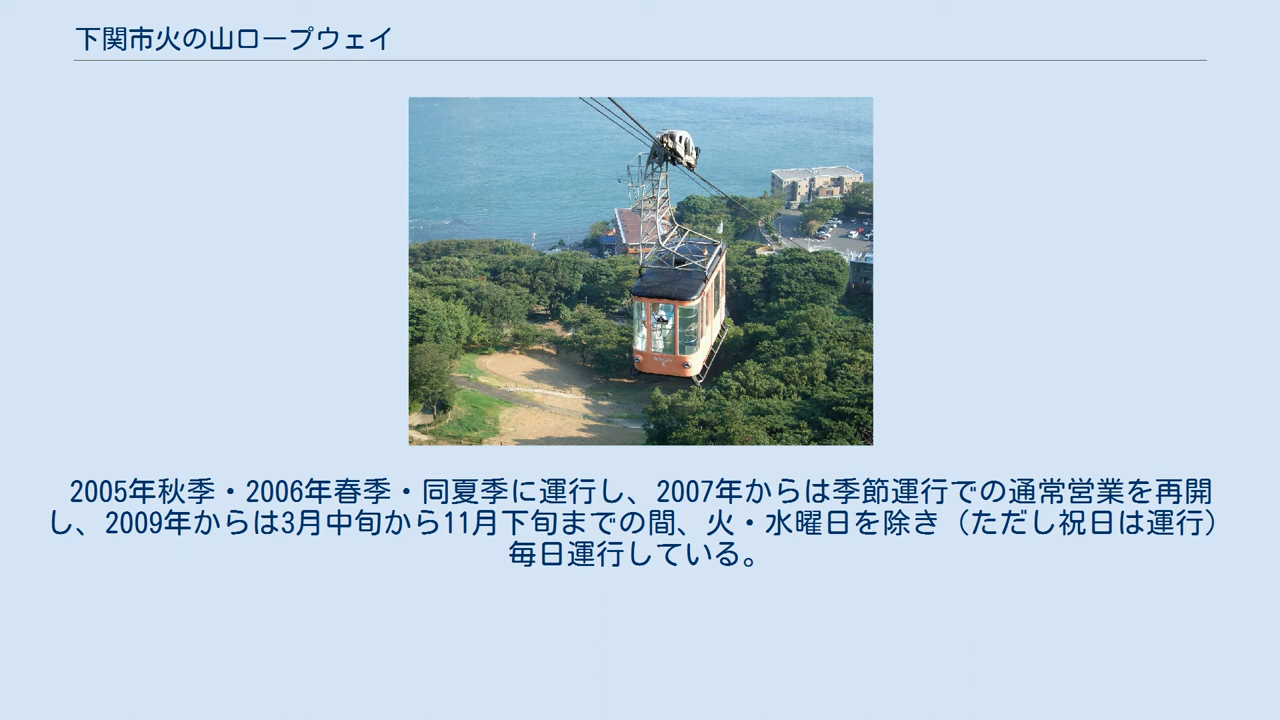 下関市火の山ロープウェイ
2005年秋季・2006年春季・同夏季に運行し、2007年からは季節運行での通常営業を再開
し、2009年からは3月中旬から11月下旬までの間、火・水曜日を除き（ただし祝日は運行）
毎日運行している。